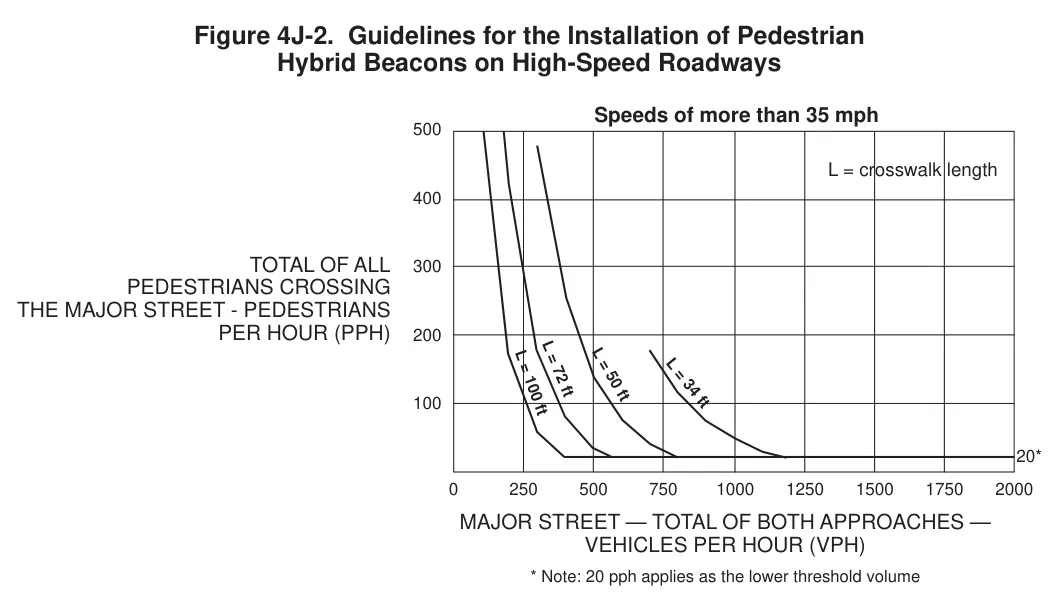 Figure 4J-2.  Guidelines for the Installation of Pedestrian
Hybrid Beacons on High-Speed Roadways
Speeds of more than 35 mph
L = crosswalk length
TOTAL OF ALL
PEDESTRIANS CROSSING
THE MAJOR STREET - PEDESTRIANS
PER HOUR (PPH)
500
400
300
200
100
L = 100 ft
L = 72 ft
L = 50 ft
L = 34 ft
20*
0 250 500 750 1000 1250 1500 1750 2000
MAJOR STREET — TOTAL OF BOTH APPROACHES —
VEHICLES PER HOUR (VPH)
* Note: 20 pph applies as the lower threshold volume